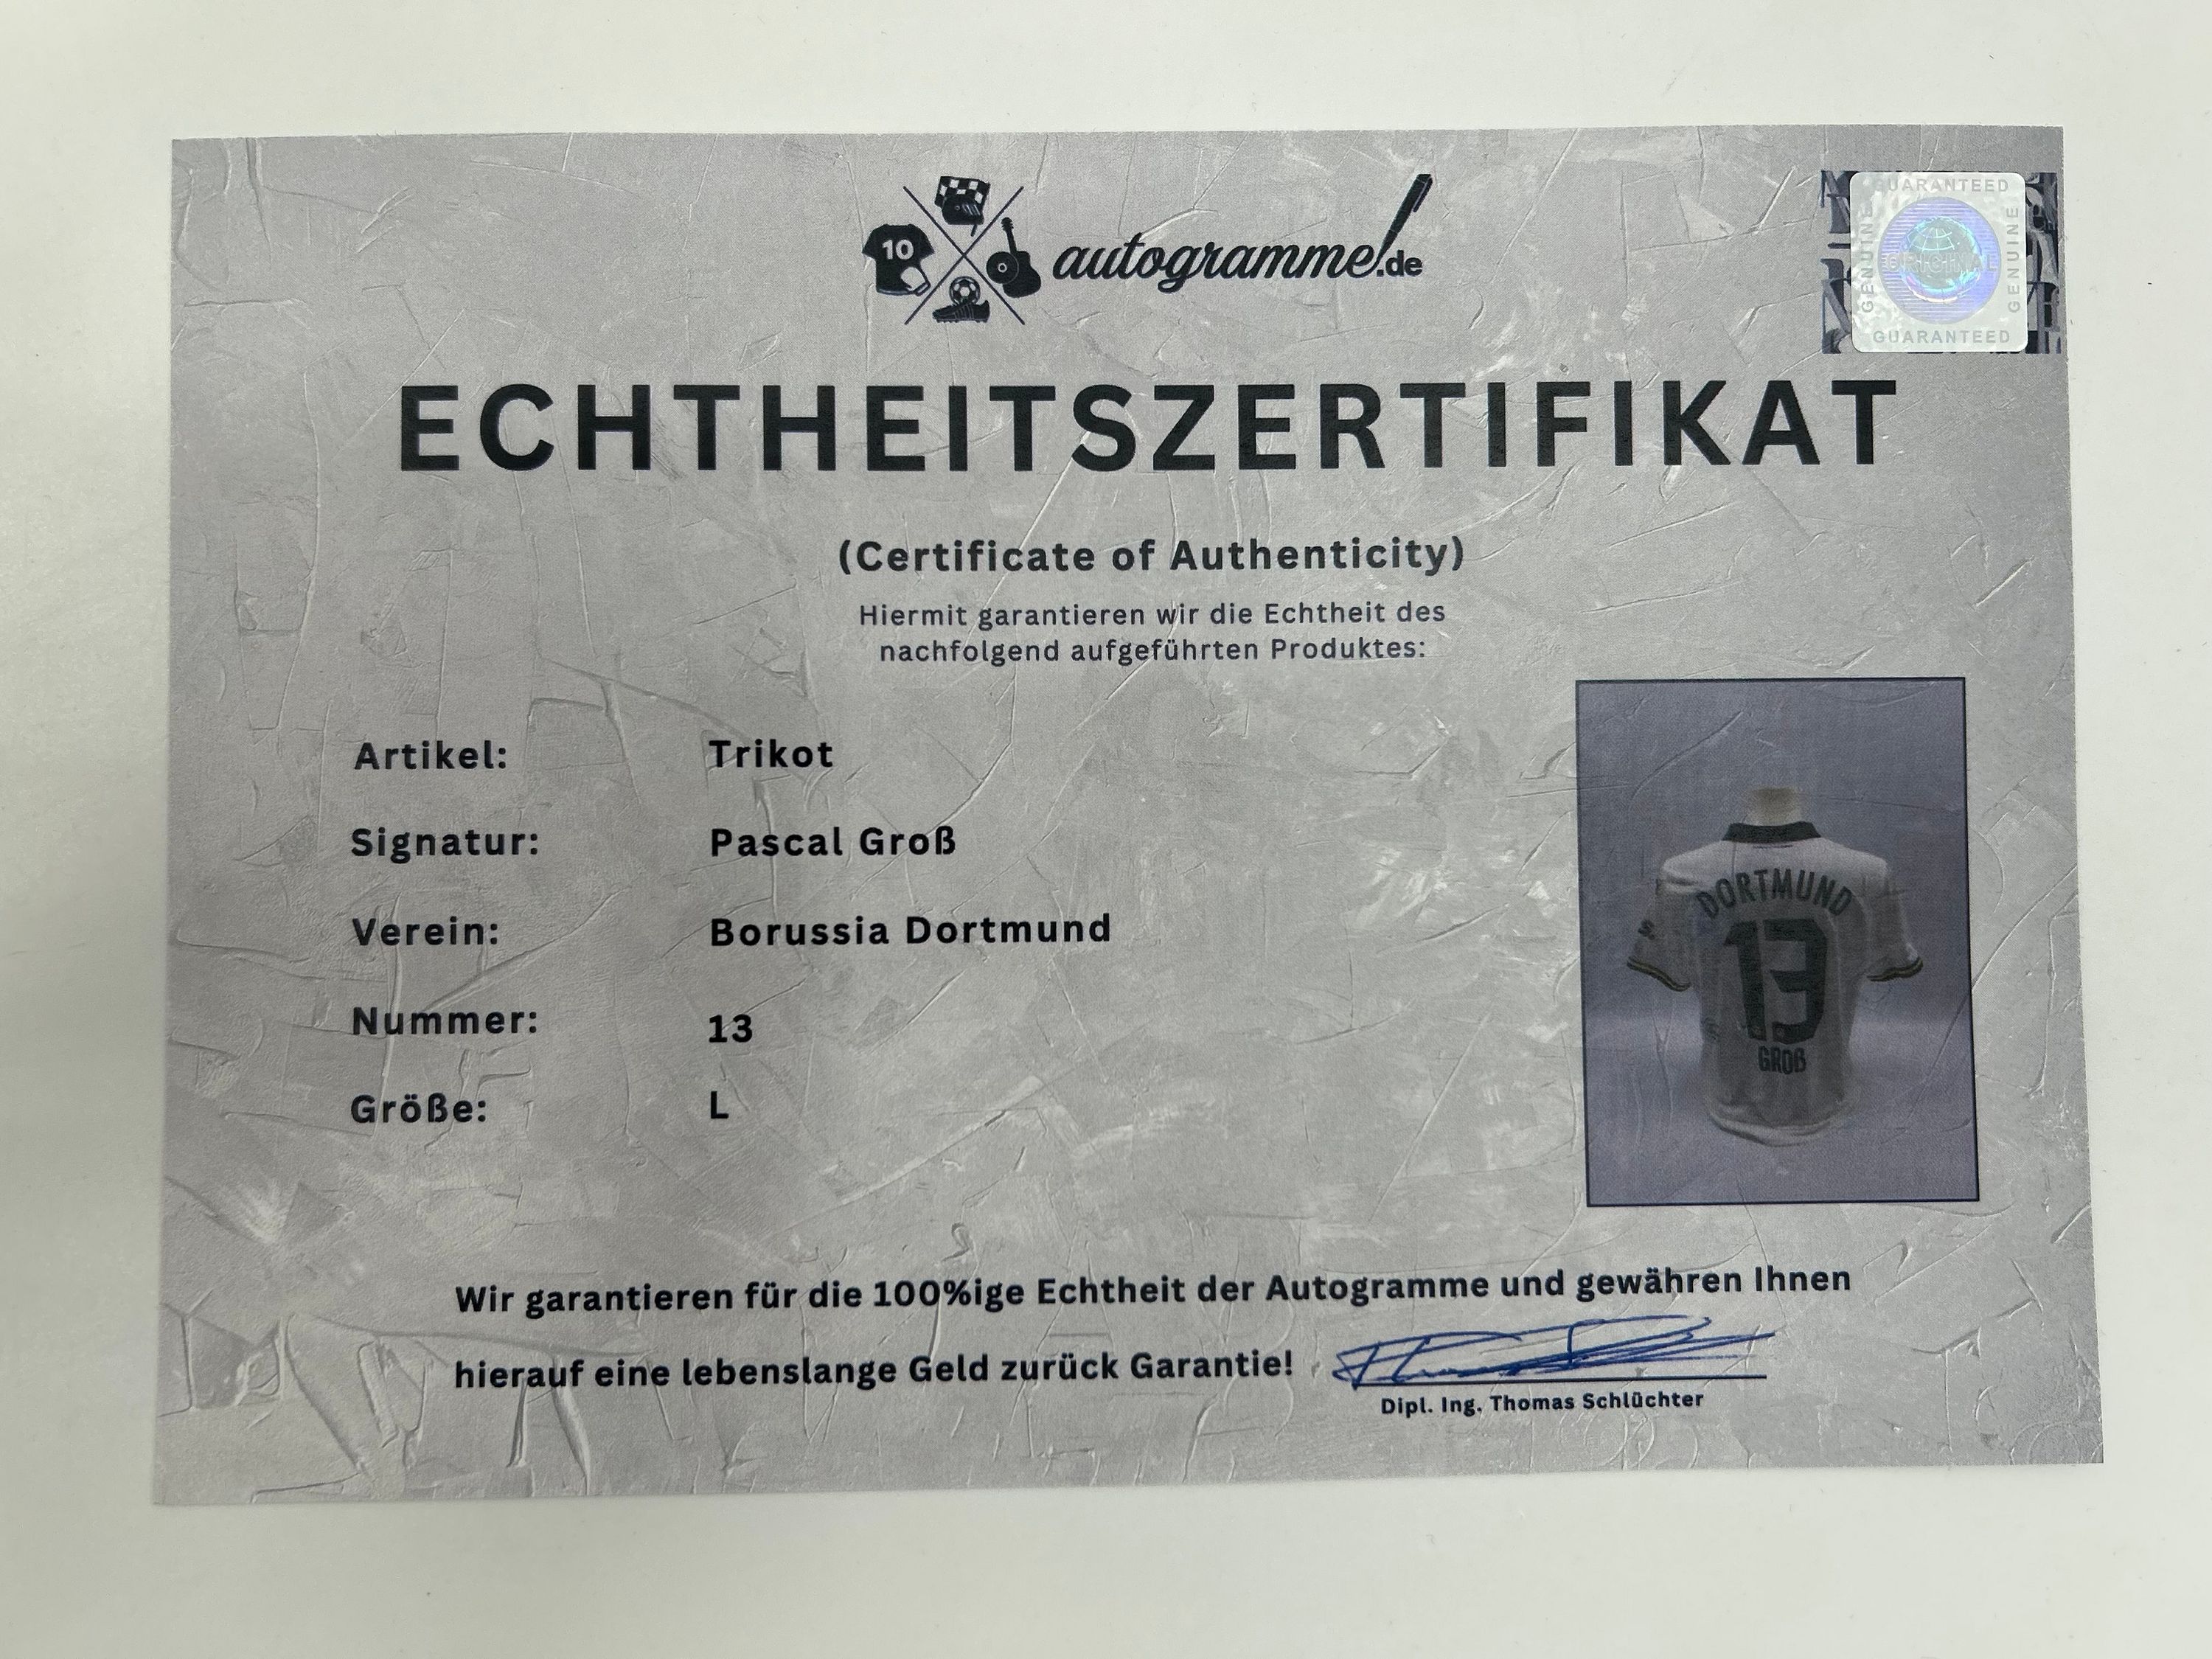 10
autogramme.de
GUARANTEED
GENUINE
ORIGINAL
GENUINE
GUARANTEED
ECHTHEITSZERTIFIKAT
(Certificate of Authenticity)
Hiermit garantieren wir die Echtheit des
nachfolgend aufgeführten Produktes:
Artikel: Trikot
Signatur: Pascal Groß
Verein: Borussia Dortmund
Nummer: 13
Größe: L
DORTMUND
13
GROß
Wir garantieren für die 100%ige Echtheit der Autogramme und gewähren Ihnen
hierauf eine lebenslange Geld zurück Garantie!
Dipl. Ing. Thomas Schlüchter